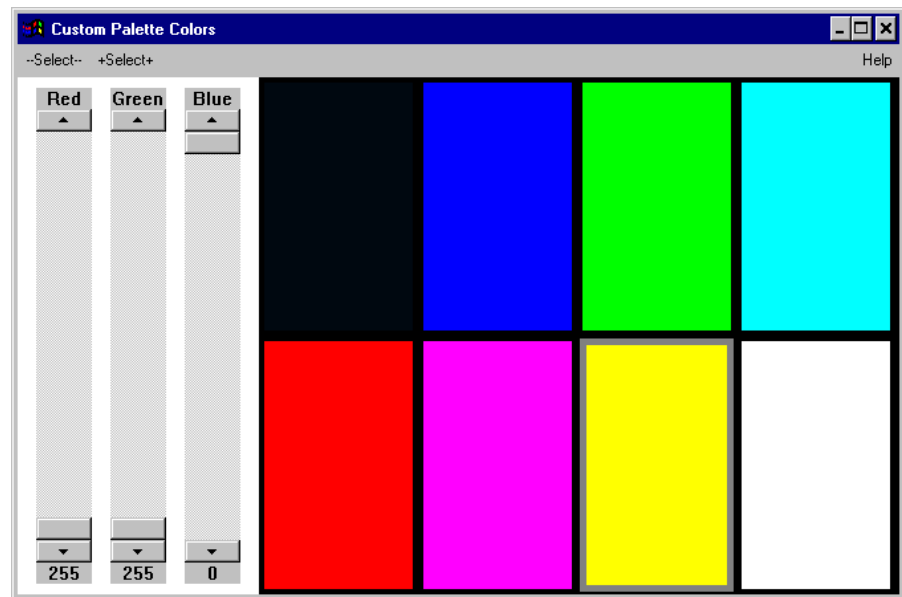 Custom Palette Colors
--Select-- +Select+ Help
Red Green Blue
255 255 0